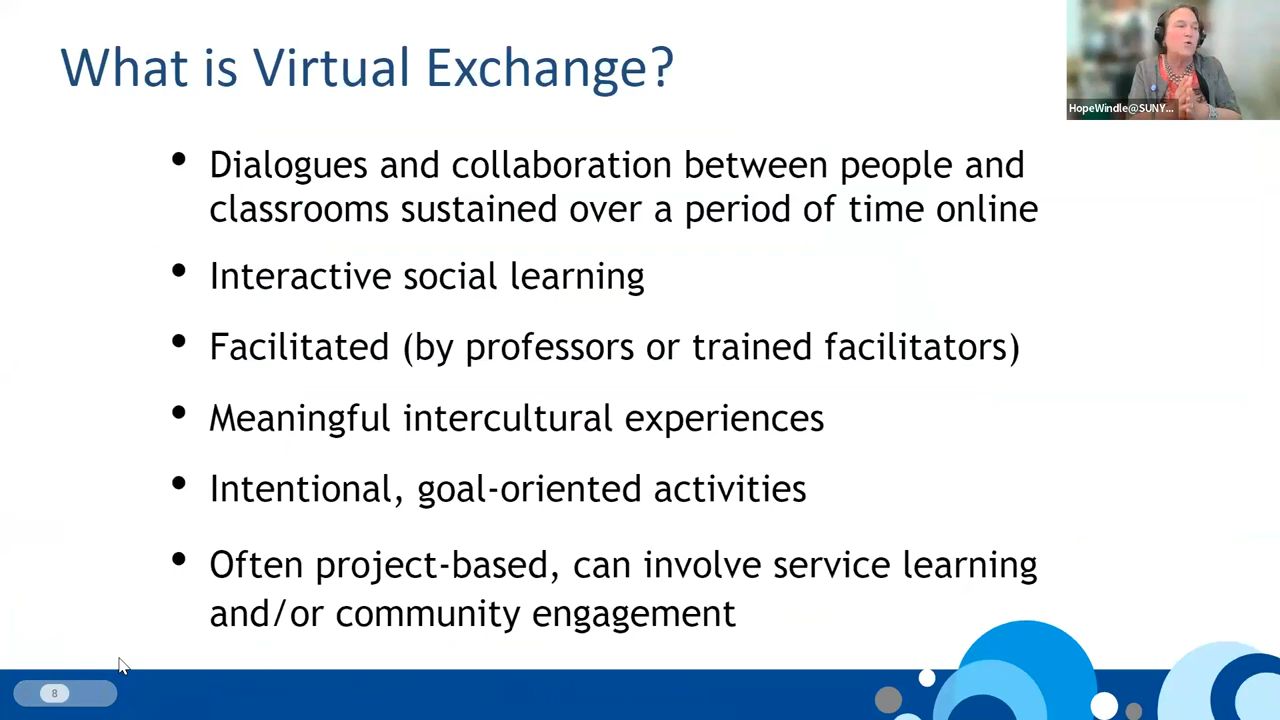 What is Virtual Exchange?
HopeWindle@SUNY...
• Dialogues and collaboration between people and
classrooms sustained over a period of time online
• Interactive social learning
• Facilitated (by professors or trained facilitators)
• Meaningful intercultural experiences
• Intentional, goal-oriented activities
• Often project-based, can involve service learning
and/or community engagement
8